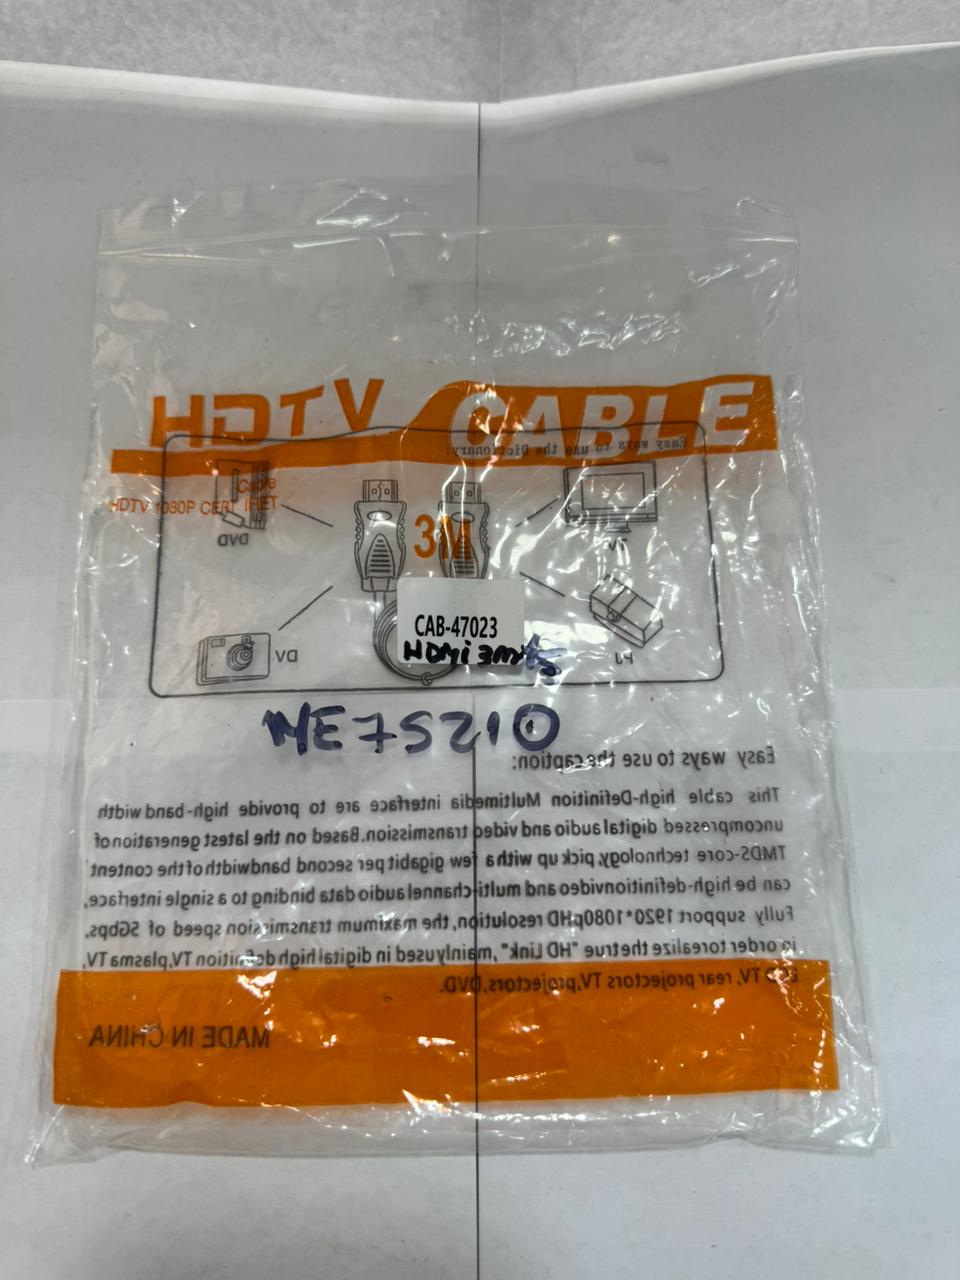 HDTV CABLE
Easy ways to use the Dictionary:
Cable
HDTV 1080P CERT
3M
DVD
TV
CAB-47023
HDMI 3mts
DV
PJ
ME75210
Easy ways to use the caption:
This cable high-Definition Multimedia interface are to provide high-band width
uncompressed digital audio and video transmission.Based on the latest generation of
TMDS-core technology, pick up with a few gigabit per second bandwidth of the content
can be high-definitionvideo and multi-channel audio data binding to a single interface,
Fully support 1920*1080pHD resolution, the maximum transmission speed of 5Gbps,
in order torealize the true "HD Link", mainlyused in digital high definition TV,plasma TV,
TV, rear projectors TV,projectors,DVD.
MADE IN CHINA